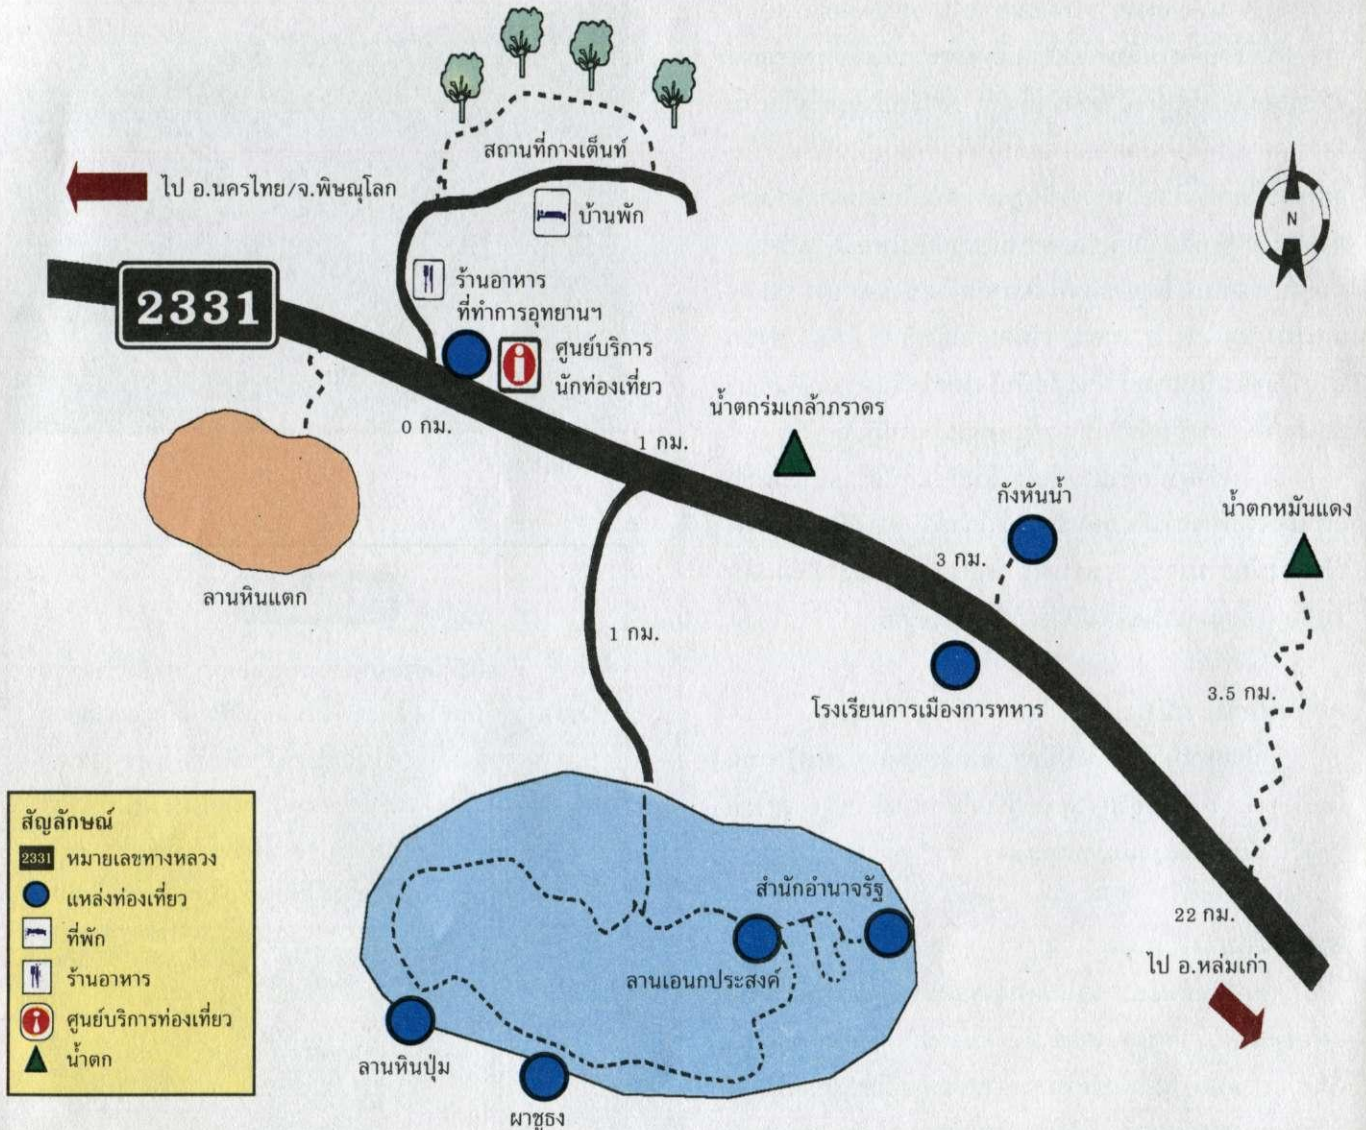 สถานที่กางเต็นท์
ไป อ.นครไทย/จ.พิษณุโลก
บ้านพัก
N
2331
ร้านอาหาร
ที่ทำการอุทยานฯ
ศูนย์บริการ
นักท่องเที่ยว
0 กม.
น้ำตกร่มเกล้าภราดร
1 กม.
กังหันน้ำ
น้ำตกหมันแดง
3 กม.
ลานหินแตก
1 กม.
โรงเรียนการเมืองการทหาร
3.5 กม.
สัญลักษณ์
2331 หมายเลขทางหลวง
แหล่งท่องเที่ยว
ที่พัก
ร้านอาหาร
ศูนย์บริการท่องเที่ยว
น้ำตก
สำนักอำนาจรัฐ
22 กม.
ไป อ.หล่มเก่า
ลานเอนกประสงค์
ลานหินปุ่ม
ผาชูธง